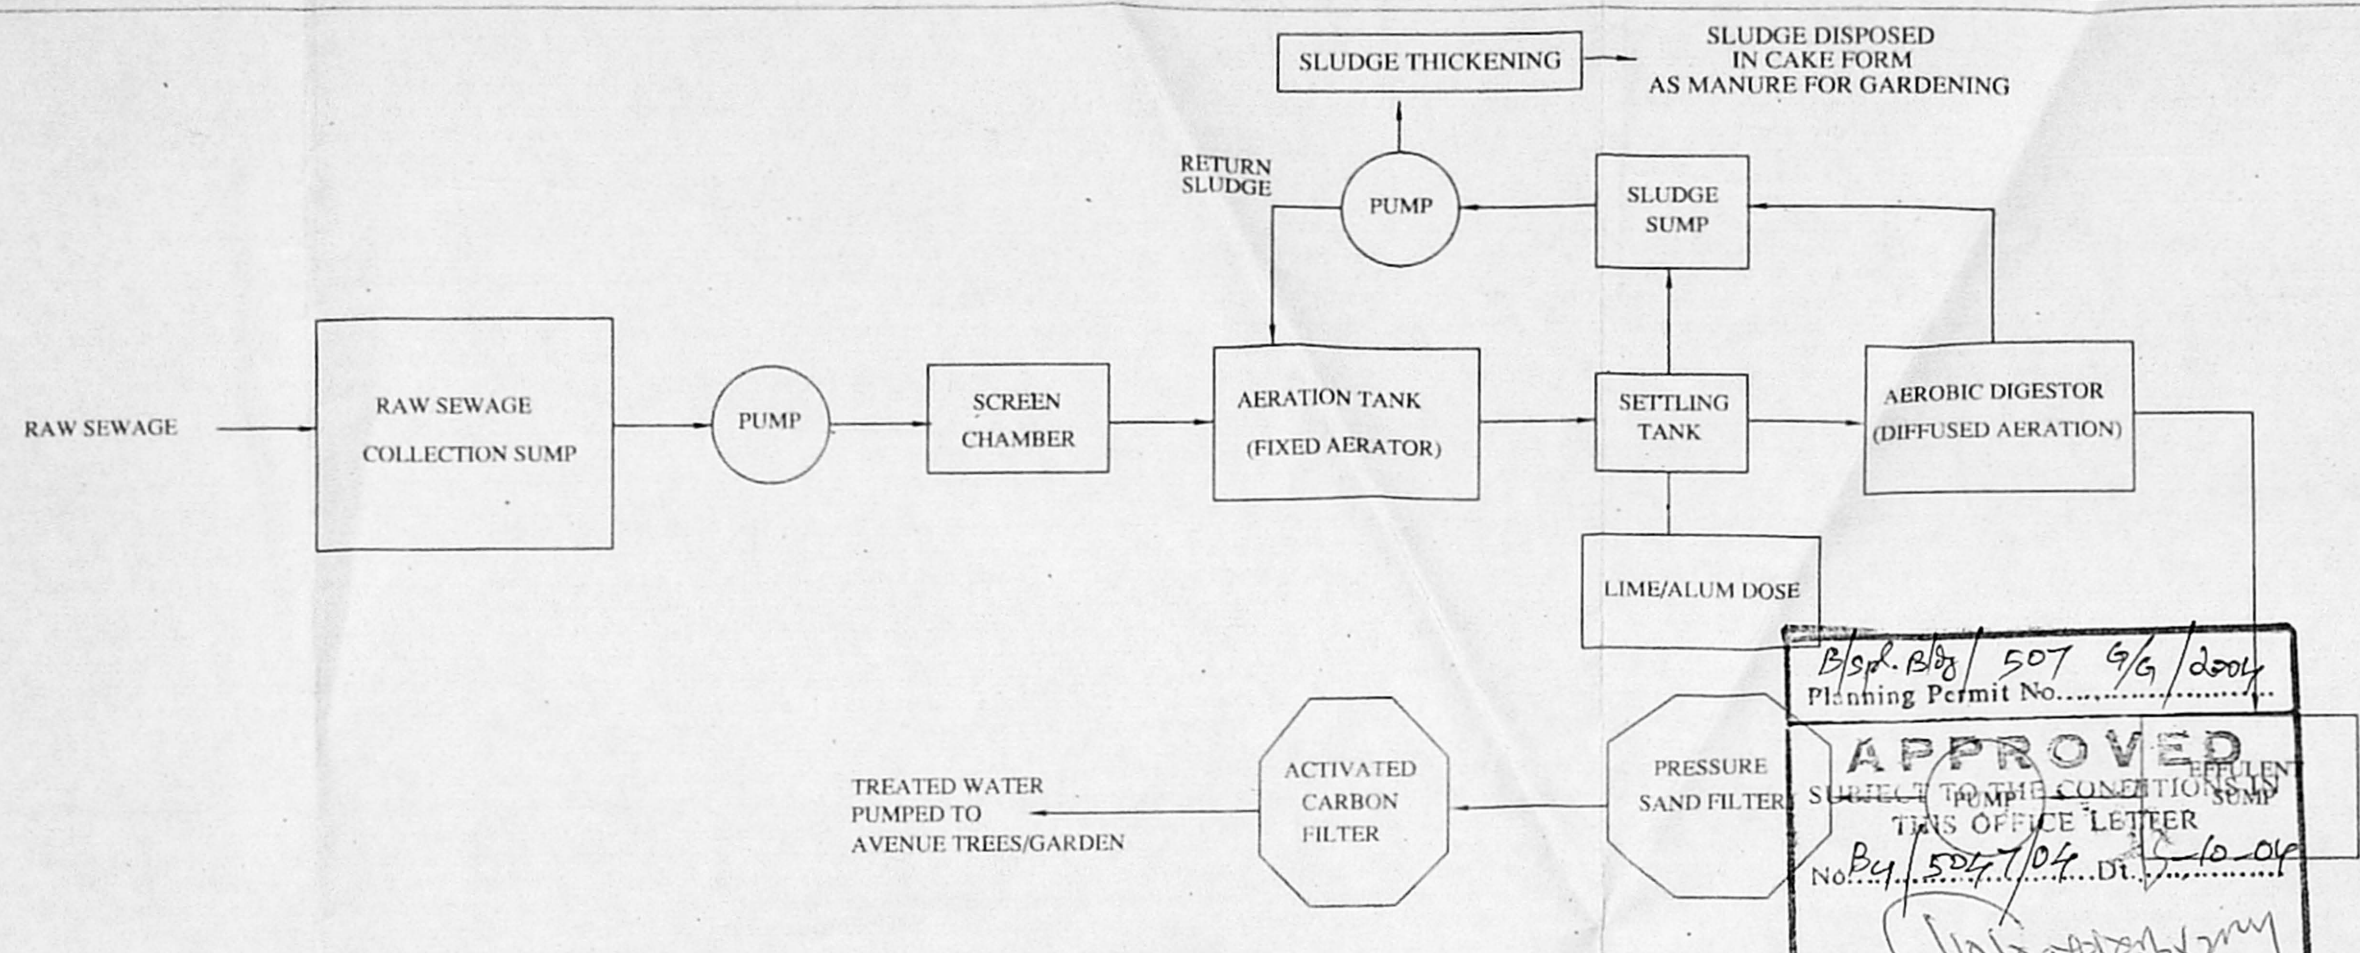 SLUDGE THICKENING
SLUDGE DISPOSED
IN CAKE FORM
AS MANURE FOR GARDENING
RETURN
SLUDGE
PUMP
SLUDGE
SUMP
RAW SEWAGE
RAW SEWAGE
COLLECTION SUMP
PUMP
SCREEN
CHAMBER
AERATION TANK
(FIXED AERATOR)
SETTLING
TANK
AEROBIC DIGESTOR
(DIFFUSED AERATION)
LIME/ALUM DOSE
B/Spl. Bldg/ 507 G/G /2004
Planning Permit No.
APPROVED
SUBJECT TO THE CONDITIONS IN
THIS OFFICE LETTER
No. B4/5047/04 Dt. 5-10-04
TREATED WATER
PUMPED TO
AVENUE TREES/GARDEN
ACTIVATED
CARBON
FILTER
PRESSURE
SAND FILTER
PUMP
EFFULENT
SUMP